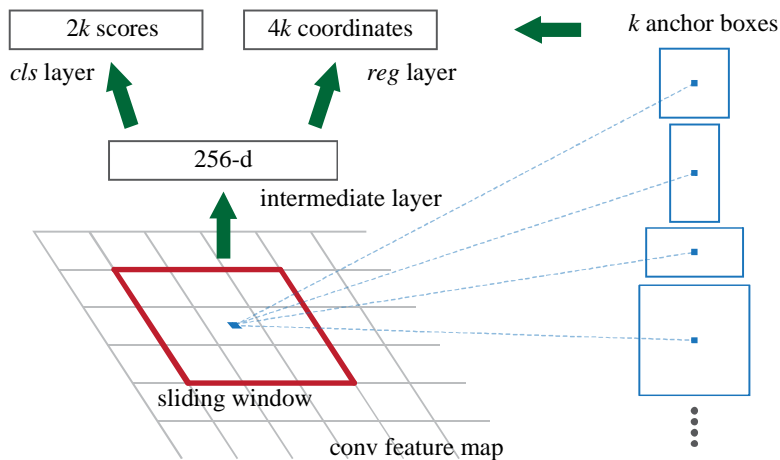 2k scores
4k coordinates
k anchor boxes
cls layer
reg layer
256-d
intermediate layer
sliding window
conv feature map